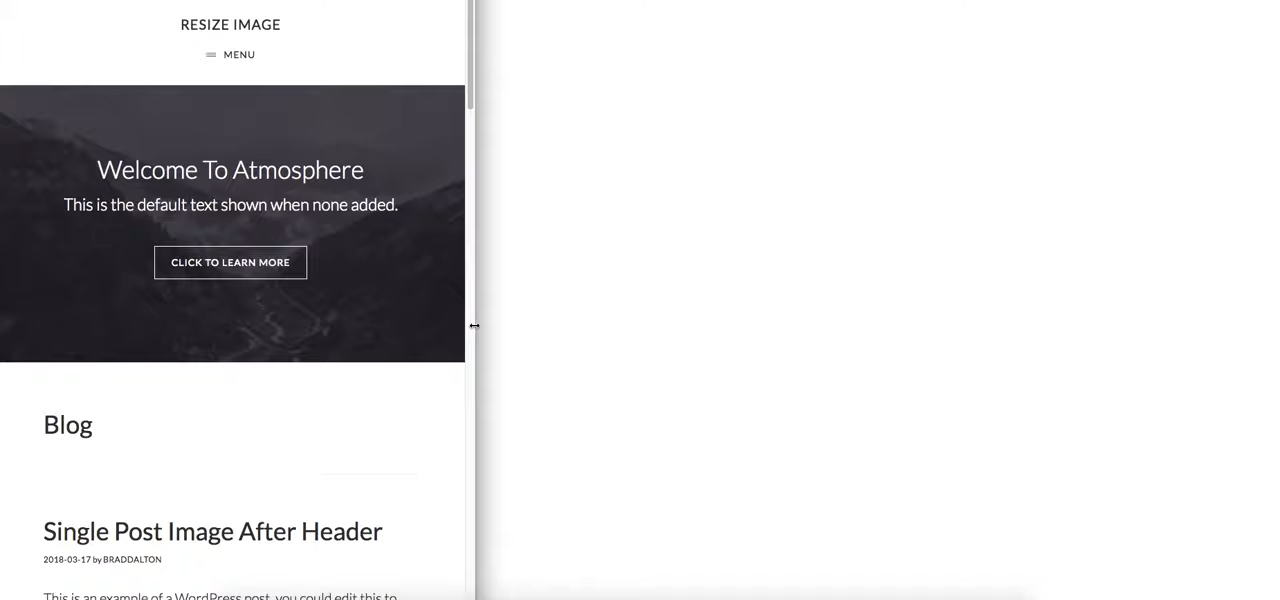 RESIZE IMAGE
MENU
Welcome To Atmosphere
This is the default text shown when none added.
CLICK TO LEARN MORE
Blog
Single Post Image After Header
2018-03-17 by BRADDALTON
This is an example of a WordPress post, you could edit this to